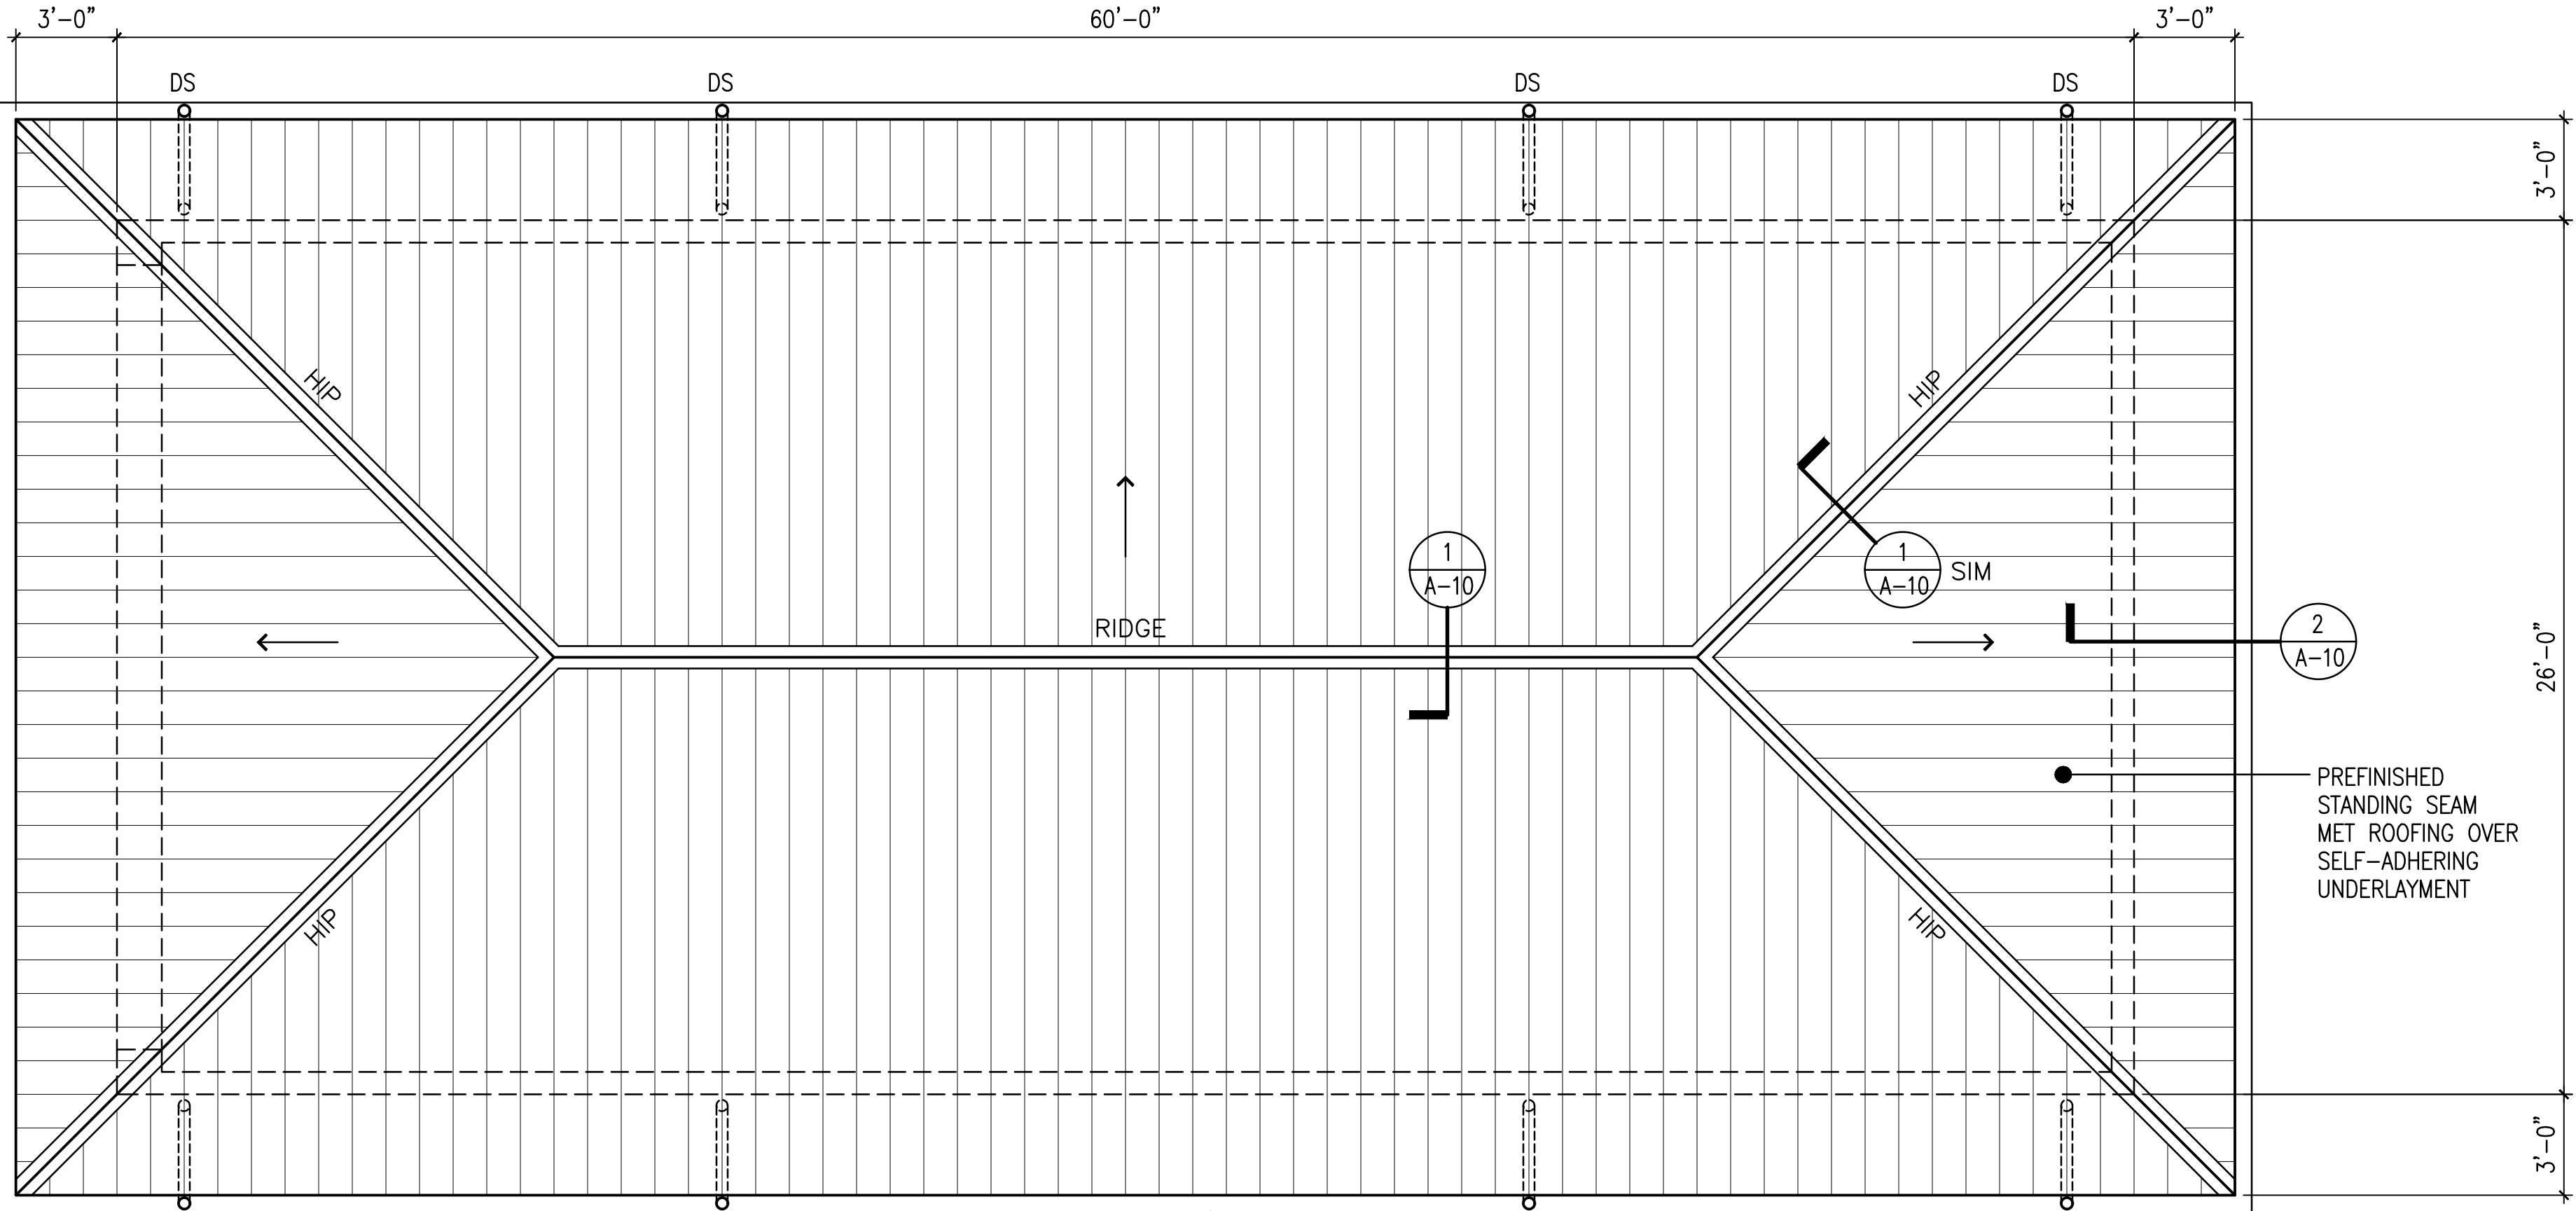 3'-0"
60'-0"
3'-0"
DS
DS
DS
DS
3'-0"
HIP
HIP
1
A-10
1
A-10
SIM
RIDGE
2
A-10
26'-0"
PREFINISHED
STANDING SEAM
MET ROOFING OVER
SELF-ADHERING
UNDERLAYMENT
HIP
HIP
3'-0"